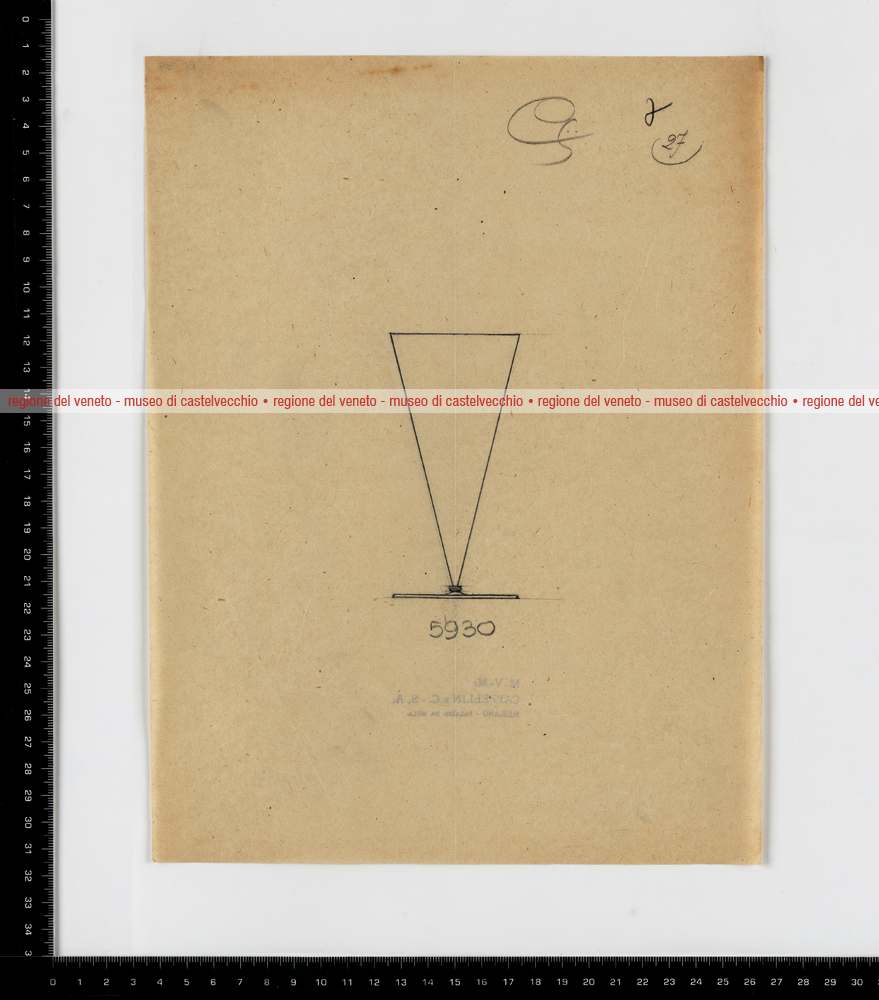 27
regione del veneto - museo di castelvecchio • regione del veneto - museo di castelvecchio • regione del veneto - museo di castelvecchio • regione del ve
5930
N.V.M.
CAPPELLIN & C. - S. A.
MURANO - PALAZZO DA MULA
0 1 2 3 4 5 6 7 8 9 10 11 12 13 15 16 17 18 19 20 21 22 23 24 25 26 27 28 29 30 31 32 33 34 3
0 1 2 3 4 5 6 7 8 9 10 11 12 13 14 15 16 17 18 19 20 21 22 23 24 25 26 27 28 29 30